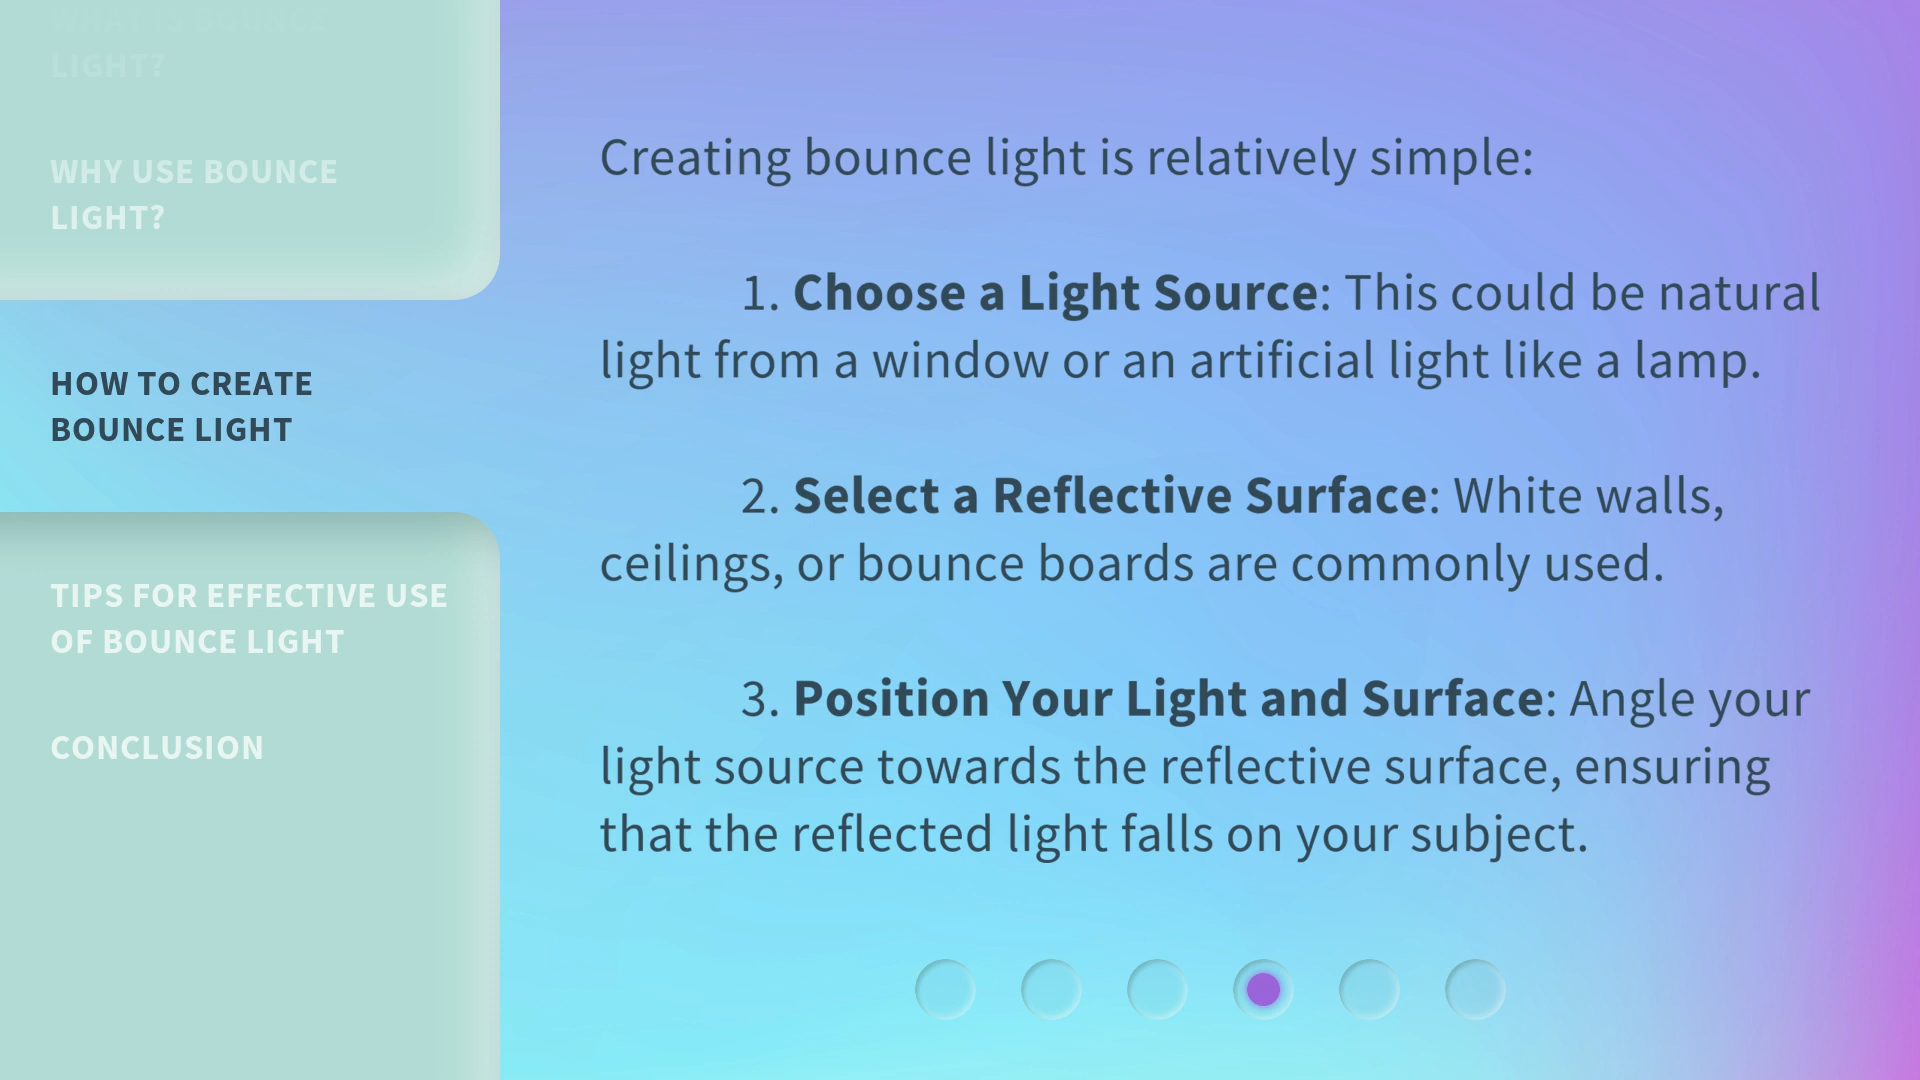 WHAT IS BOUNCE
LIGHT?
WHY USE BOUNCE
LIGHT?
HOW TO CREATE
BOUNCE LIGHT
TIPS FOR EFFECTIVE USE
OF BOUNCE LIGHT
CONCLUSION
Creating bounce light is relatively simple:
1. Choose a Light Source: This could be natural
light from a window or an artificial light like a lamp.
2. Select a Reflective Surface: White walls,
ceilings, or bounce boards are commonly used.
3. Position Your Light and Surface: Angle your
light source towards the reflective surface, ensuring
that the reflected light falls on your subject.